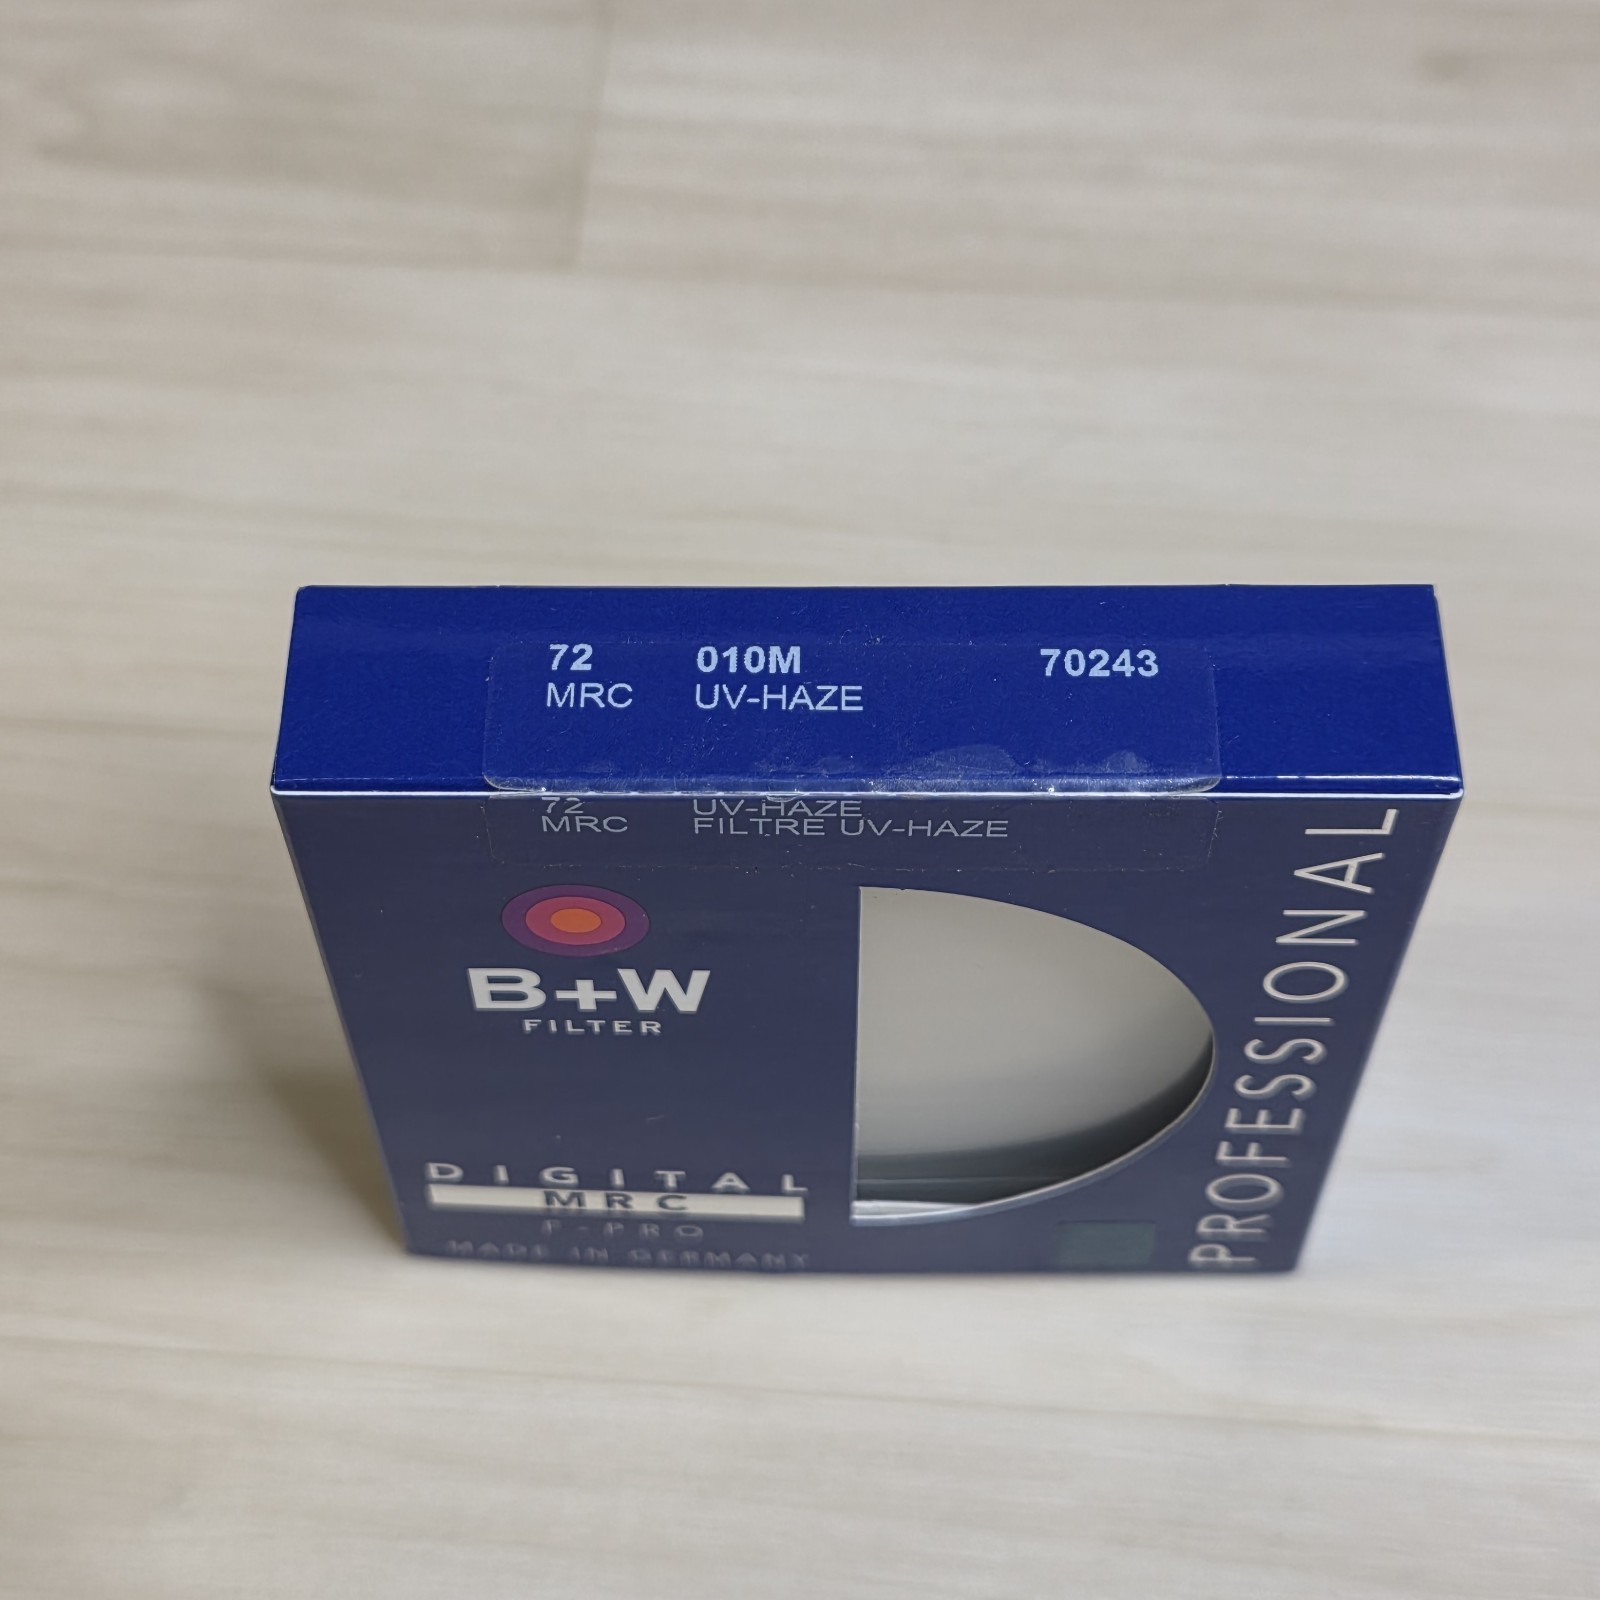 72 010M 70243
MRC UV-HAZE
72 UV-HAZE
MRC FILTRE UV-HAZE
B+W
FILTER
DIGITAL
MRC
F-PRO
MADE IN GERMANY
PROFESSIONAL